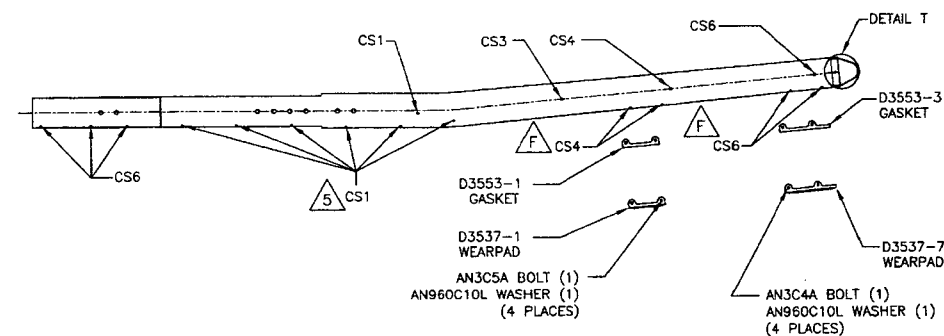 DETAIL T
CS6
CS1
CS3
CS4
D3553-3
GASKET
F
F
CS4
CS6
CS6
5
CS1
D3553-1
GASKET
D3537-1
WEARPAD
D3537-7
WEARPAD
AN3C5A BOLT (1)
AN960C10L WASHER (1)
(4 PLACES)
AN3C4A BOLT (1)
AN960C10L WASHER (1)
(4 PLACES)